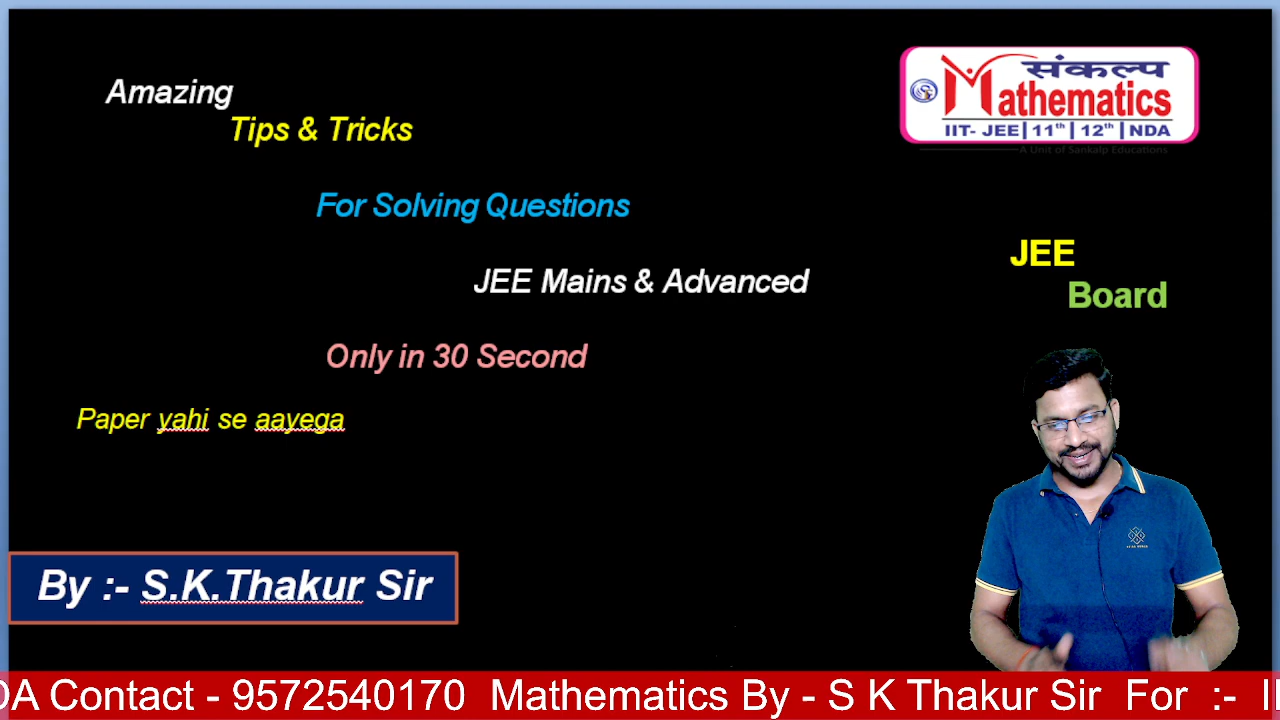 Amazing
Tips & Tricks
For Solving Questions
JEE Mains & Advanced
Only in 30 Second
Paper yahi se aayega
By :- S.K.Thakur Sir
संकल्प
Mathematics
IIT- JEE | 11th | 12th | NDA
A Unit of Sankalp Educations
JEE
Board
DA Contact - 9572540170 Mathematics By - S K Thakur Sir For :-